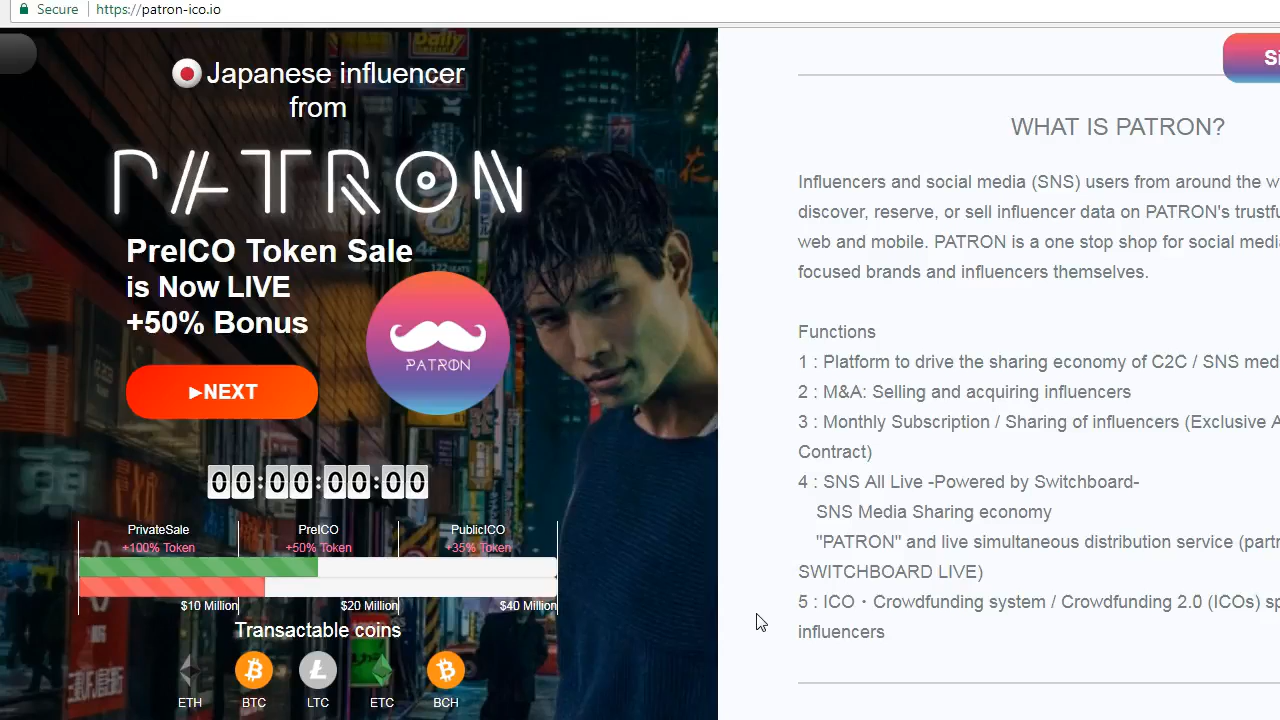 Secure
https://patron-ico.io
Japanese influencer
from
PATRON
PreICO Token Sale
is Now LIVE
+50% Bonus
PATRON
►NEXT
00:00:00:00
PrivateSale
PreICO
PublicICO
+100% Token
+50% Token
+35% Token
$10 Million
$20 Million
$40 Million
Transactable coins
ETH
BTC
LTC
ETC
BCH
WHAT IS PATRON?
Influencers and social media (SNS) users from around the
discover, reserve, or sell influencer data on PATRON's
web and mobile. PATRON is a one stop shop for social
focused brands and influencers themselves.
Functions
1 : Platform to drive the sharing economy of C2C / SNS
2 : M&A: Selling and acquiring influencers
3 : Monthly Subscription / Sharing of influencers (Exclusive
Contract)
4 : SNS All Live -Powered by Switchboard-
SNS Media Sharing economy
"PATRON" and live simultaneous distribution service
SWITCHBOARD LIVE)
5 : ICO・Crowdfunding system / Crowdfunding 2.0 (ICOs)
influencers